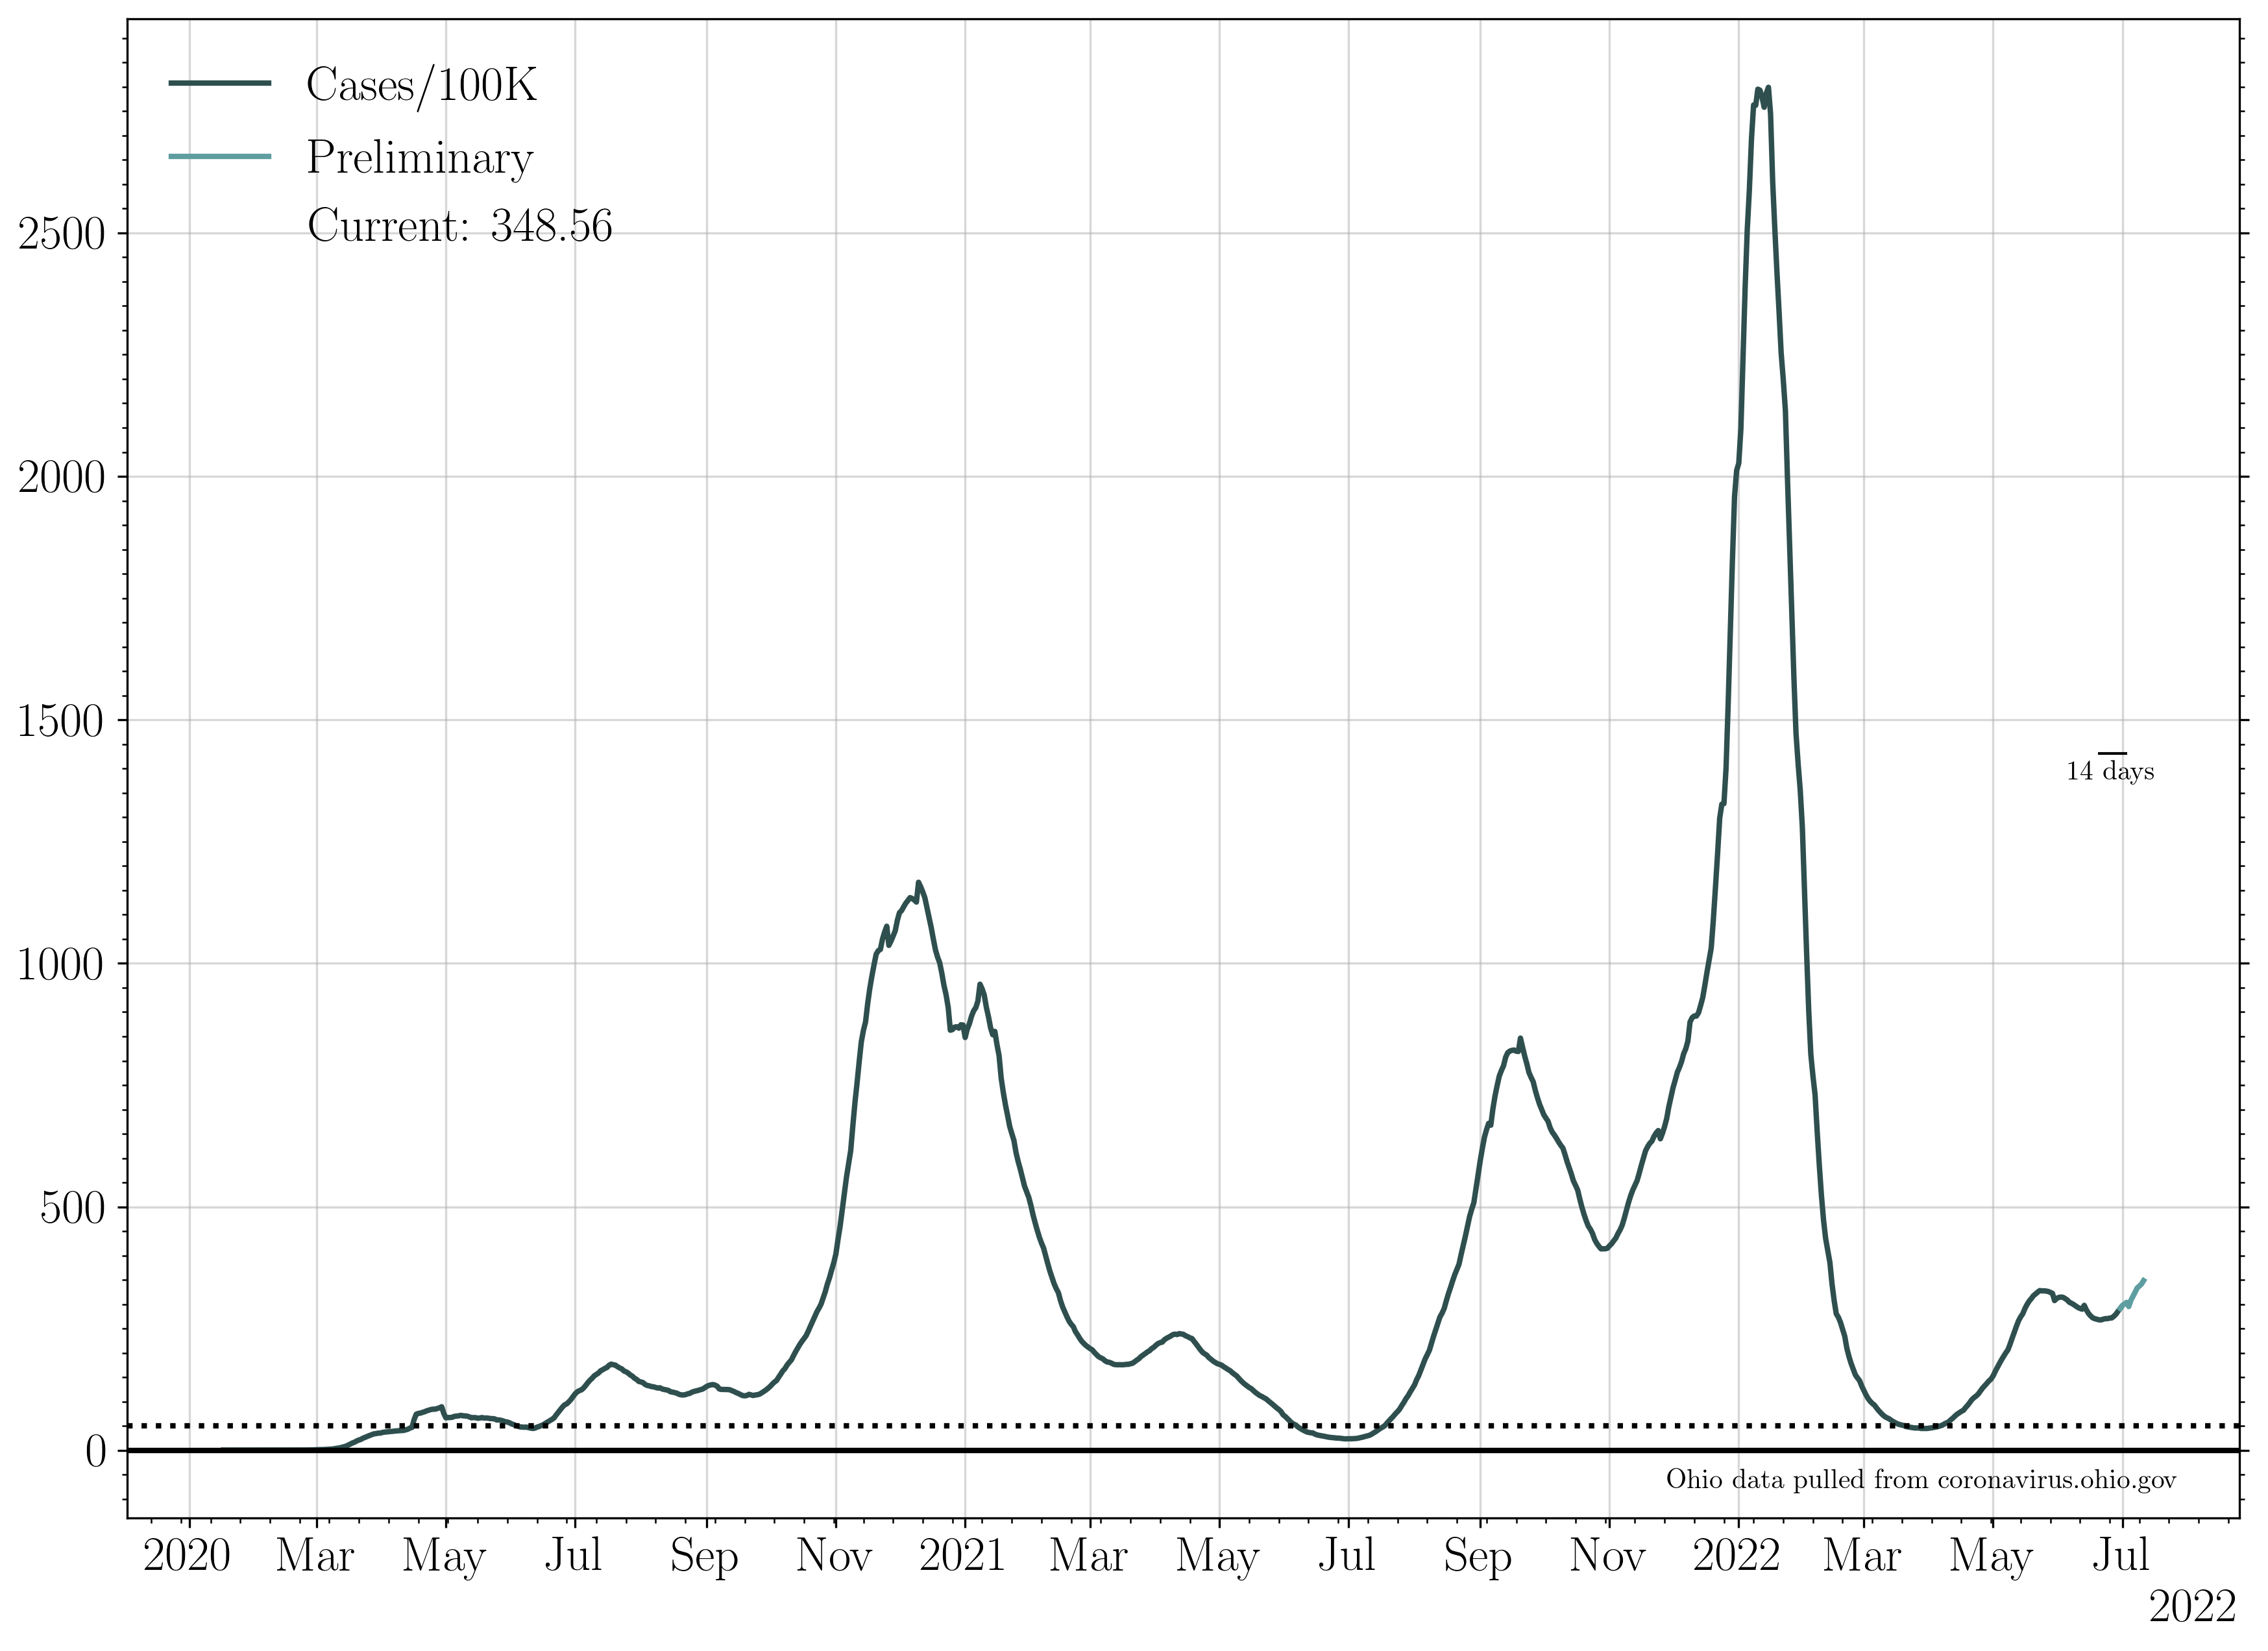 Cases/100K
Preliminary
Current: 348.56
2500
2000
1500
14 days
1000
500
0
Ohio data pulled from coronavirus.ohio.gov
2020 Mar May Jul Sep Nov 2021 Mar May Jul Sep Nov 2022 Mar May Jul
2022